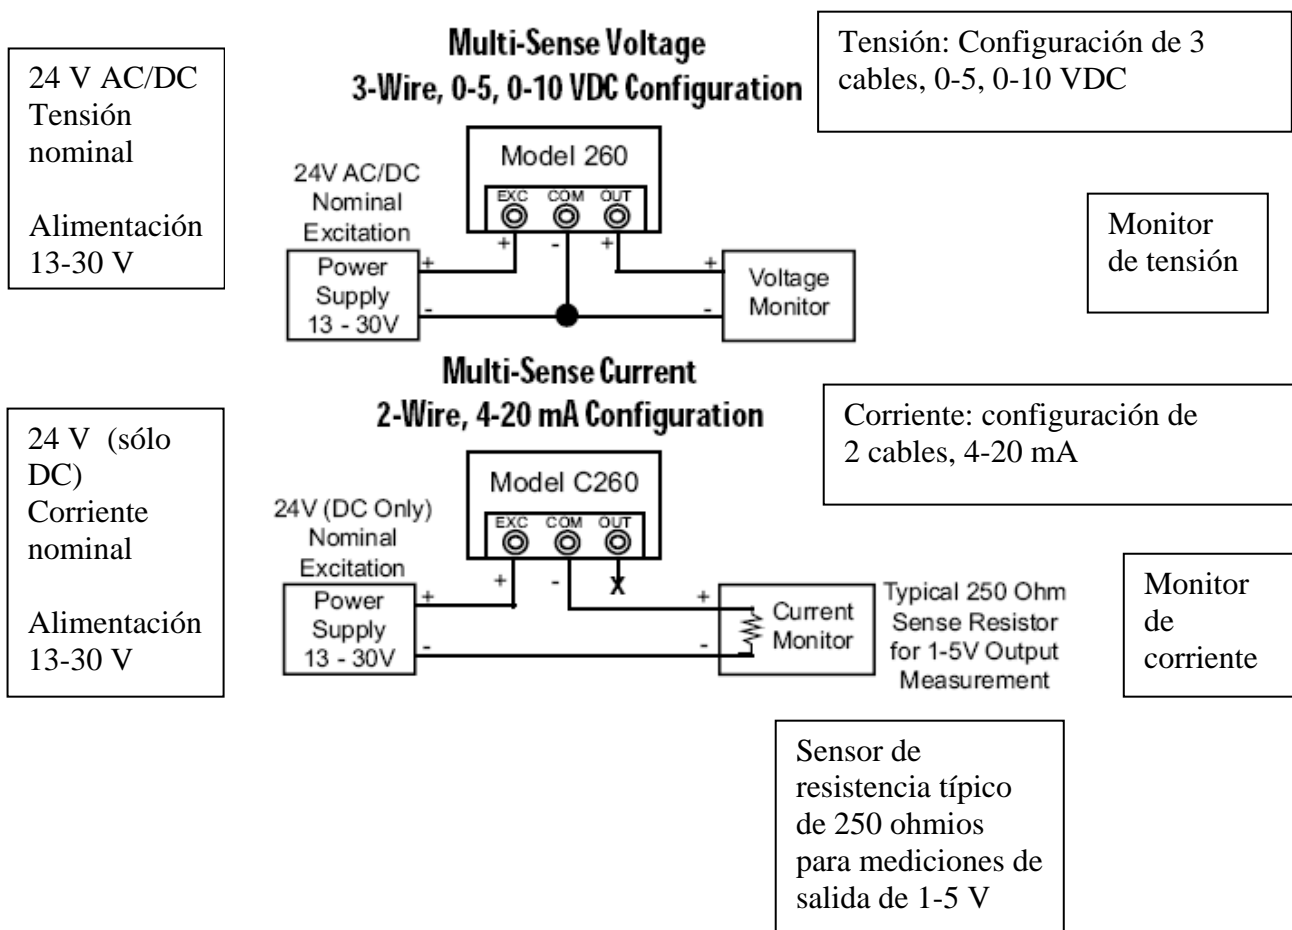 24 V AC/DC
Tensión
nominal
Alimentación
13-30 V
Multi-Sense Voltage
3-Wire, 0-5, 0-10 VDC Configuration
Tensión: Configuración de 3
cables, 0-5, 0-10 VDC
24V AC/DC
Nominal
Excitation
Model 260
EXC COM OUT
+ - +
Power
Supply
13 - 30V
+
-
+
-
Voltage
Monitor
Monitor
de tensión
Multi-Sense Current
2-Wire, 4-20 mA Configuration
Corriente: configuración de
2 cables, 4-20 mA
24 V (sólo
DC)
Corriente
nominal
Alimentación
13-30 V
24V (DC Only)
Nominal
Excitation
Model C260
EXC COM OUT
+ - X
Power
Supply
13 - 30V
+
-
+
-
Current
Monitor
Typical 250 Ohm
Sense Resistor
for 1-5V Output
Measurement
Monitor
de
corriente
Sensor de
resistencia típico
de 250 ohmios
para mediciones de
salida de 1-5 V